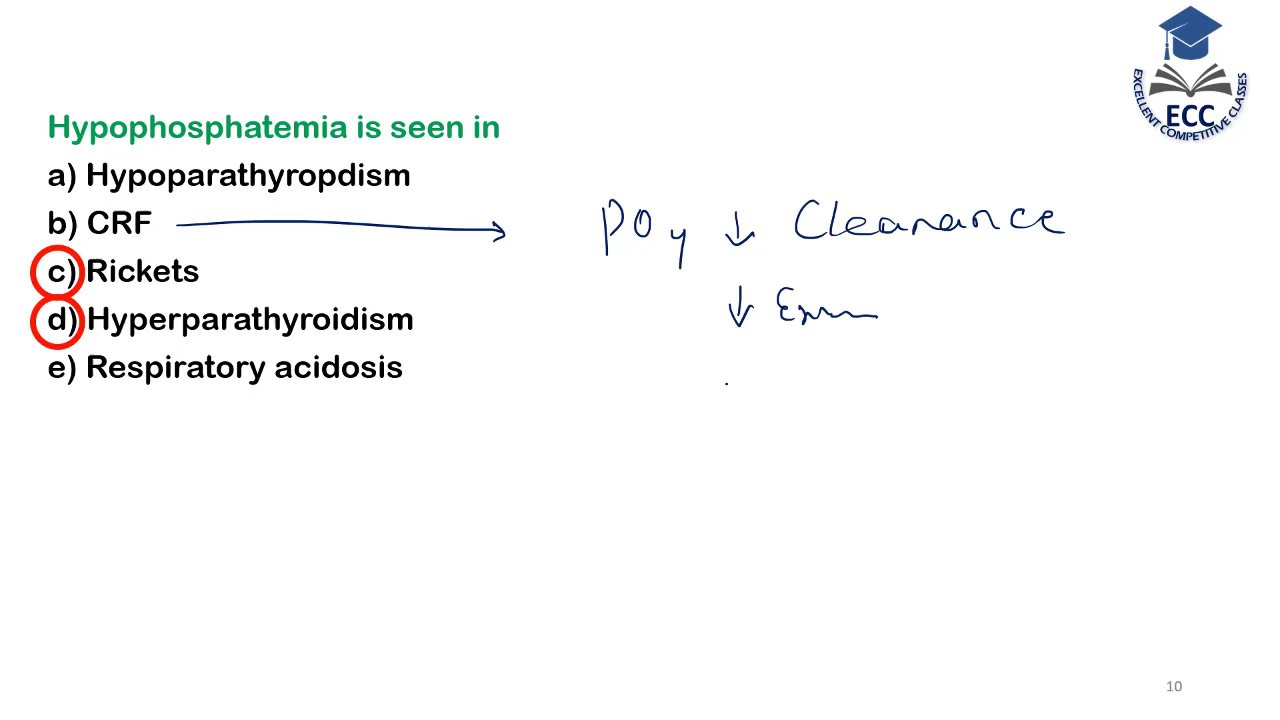 EXCELLENT COMPETITIVE CLASSES
ECC
Hypophosphatemia is seen in
a) Hypoparathyropdism
b) CRF
PO4 ↓ Clearance
c) Rickets
↓
d) Hyperparathyroidism
e) Respiratory acidosis
10